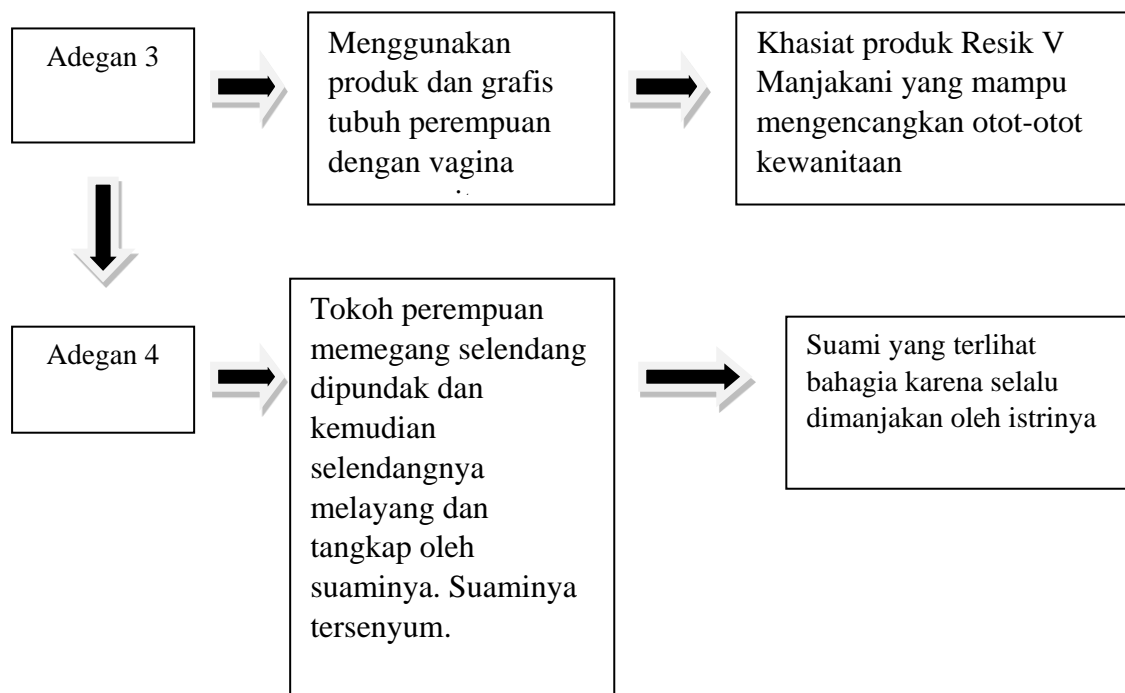 Adegan 3
Menggunakan
produk dan grafis
tubuh perempuan
dengan vagina
Khasiat produk Resik V
Manjakani yang mampu
mengencangkan otot-otot
kewanitaan
Adegan 4
Tokoh perempuan
memegang selendang
dipundak dan
kemudian
selendangnya
melayang dan
tangkap oleh
suaminya. Suaminya
tersenyum.
Suami yang terlihat
bahagia karena selalu
dimanjakan oleh istrinya